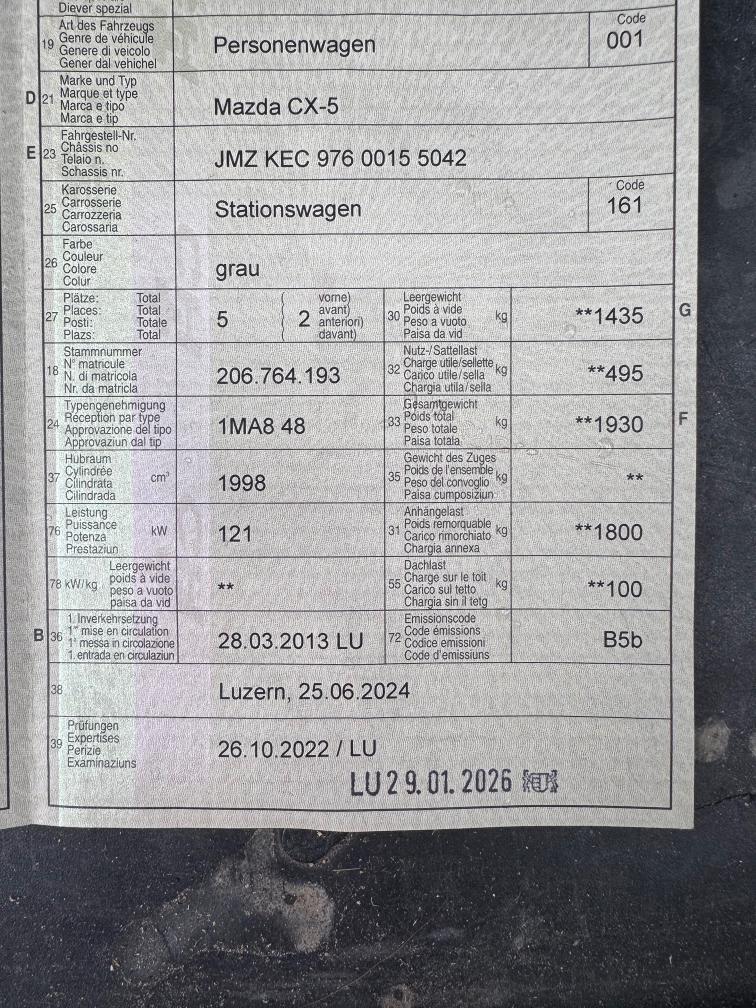 Diever spezial
19 Art des Fahrzeugs
Genre de véhicule
Genere di veicolo
Gener dal vehichel
Personenwagen
Code
001
D 21 Marke und Typ
Marque et type
Marca e tipo
Marca e tip
Mazda CX-5
E 23 Fahrgestell-Nr.
Châssis no
Telaio n.
Schassis nr.
JMZ KEC 976 0015 5042
25 Karosserie
Carrosserie
Carrozzeria
Carossaria
Stationswagen
Code
161
26 Farbe
Couleur
Colore
Colur
grau
27 Plätze: Total
Places: Total
Posti: Totale
Plazs: Total
5 ( 2 vorne)
avant)
anteriori)
davant)
30 Leergewicht
Poids à vide
Peso a vuoto
Paisa da vid
kg **1435 G
18 Stammnummer
N° matricule
N. di matricola
Nr. da matricla
206.764.193
32 Nutz-/Sattellast
Charge utile/sellette
Carico utile/sella
Chargia utila/sella
kg **495
24 Typengenehmigung
Réception par type
Approvazione del tipo
Approvaziun dal tip
1MA8 48
33 Gesamtgewicht
Poids total
Peso totale
Paisa totala
kg **1930 F
37 Hubraum
Cylindrée
Cilindrata
Cilindrada
cm³ 1998
35 Gewicht des Zuges
Poids de l'ensemble
Peso del convoglio
Paisa cumposiziun
kg **
76 Leistung
Puissance
Potenza
Prestaziun
kW 121
31 Anhängelast
Poids remorquable
Carico rimorchiato
Chargia annexa
kg **1800
78 kW/kg Leergewicht
poids à vide
peso a vuoto
paisa da vid
**
55 Dachlast
Charge sur le toit
Carico sul tetto
Chargia sin il tetg
kg **100
B 36 1. Inverkehrsetzung
1re mise en circulation
1a messa in circolazione
1. entrada en circulaziun
28.03.2013 LU
72 Emissionscode
Code émissions
Codice emissioni
Code d'emissiuns
B5b
38 Luzern, 25.06.2024
39 Prüfungen
Expertises
Perizie
Examinaziuns
26.10.2022 / LU
LU 29.01.2026